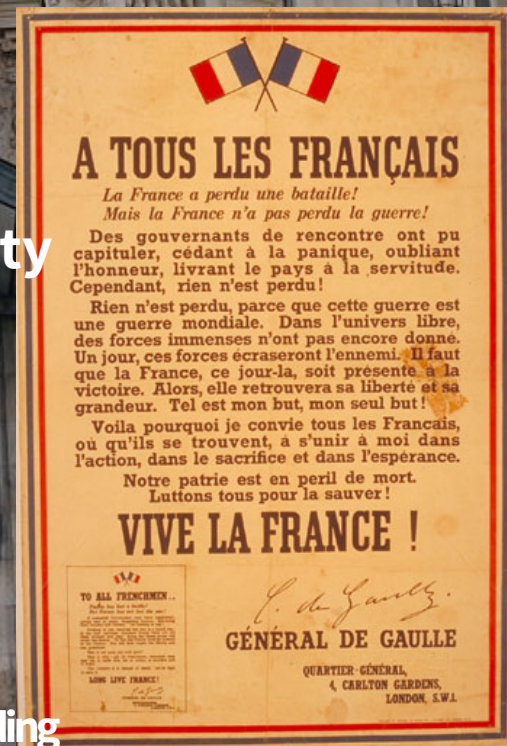 A TOUS LES FRANÇAIS
La France a perdu une bataille!
Mais la France n'a pas perdu la guerre!
ty
Des gouvernants de rencontre ont pu
capituler, cédant à la panique, oubliant
l'honneur, livrant le pays à la servitude.
Cependant, rien n'est perdu!
Rien n'est perdu, parce que cette guerre est
une guerre mondiale. Dans l'univers libre,
des forces immenses n'ont pas encore donné.
Un jour, ces forces écraseront l'ennemi. Il faut
que la France, ce jour-la, soit présente à la
victoire. Alors, elle retrouvera sa liberté et sa
grandeur. Tel est mon but, mon seul but!
Voila pourquoi je convie tous les Francais,
où qu'ils se trouvent, à s'unir à moi dans
l'action, dans le sacrifice et dans l'espérance.
Notre patrie est en peril de mort.
Luttons tous pour la sauver!
VIVE LA FRANCE !
TO ALL FRENCHMEN..
LONG LIVE FRANCE!
C. de Gaulle.
GÉNÉRAL DE GAULLE
QUARTIER-GÉNÉRAL,
4, CARLTON GARDENS,
LONDON, S.W.1.
ling